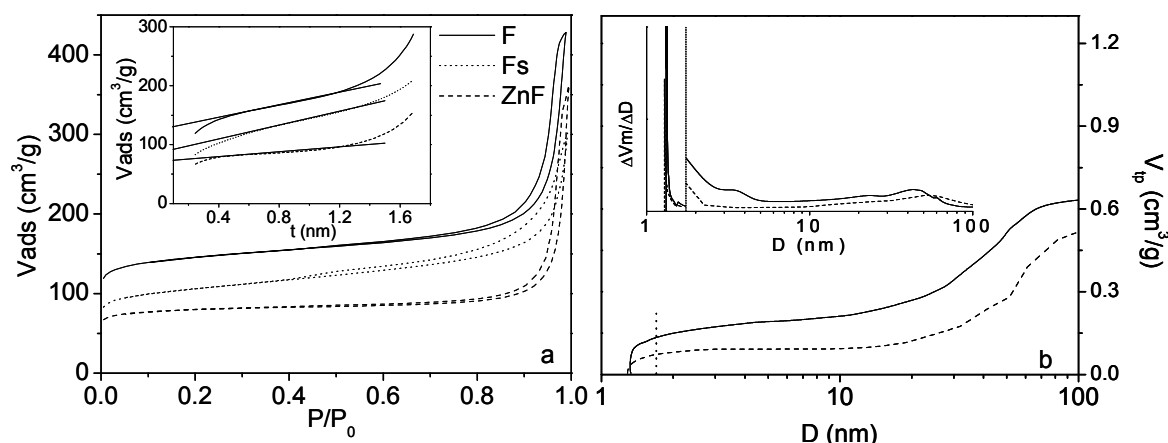 300
200
100
0
Vads (cm³/g)
0.4 0.8 1.2 1.6
t (nm)
F
Fs
ZnF
400
300
200
100
0
Vads (cm³/g)
0.0 0.2 0.4 0.6 0.8 1.0
P/P₀
a
ΔVm/ΔD
1 10 100
D (nm)
1.2
0.9
0.6
0.3
0.0
V_tp (cm³/g)
b
1 10 100
D (nm)